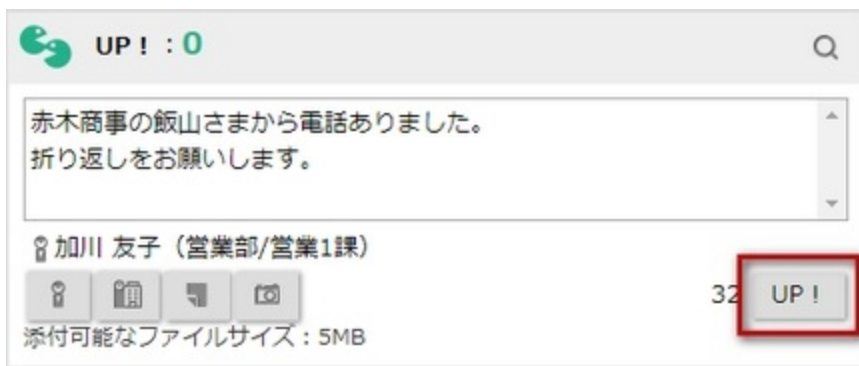 UP! : 0
赤木商事の飯山さまから電話ありました。
折り返しをお願いします。
加川 友子（営業部/営業1課）
32 UP!
添付可能なファイルサイズ：5MB